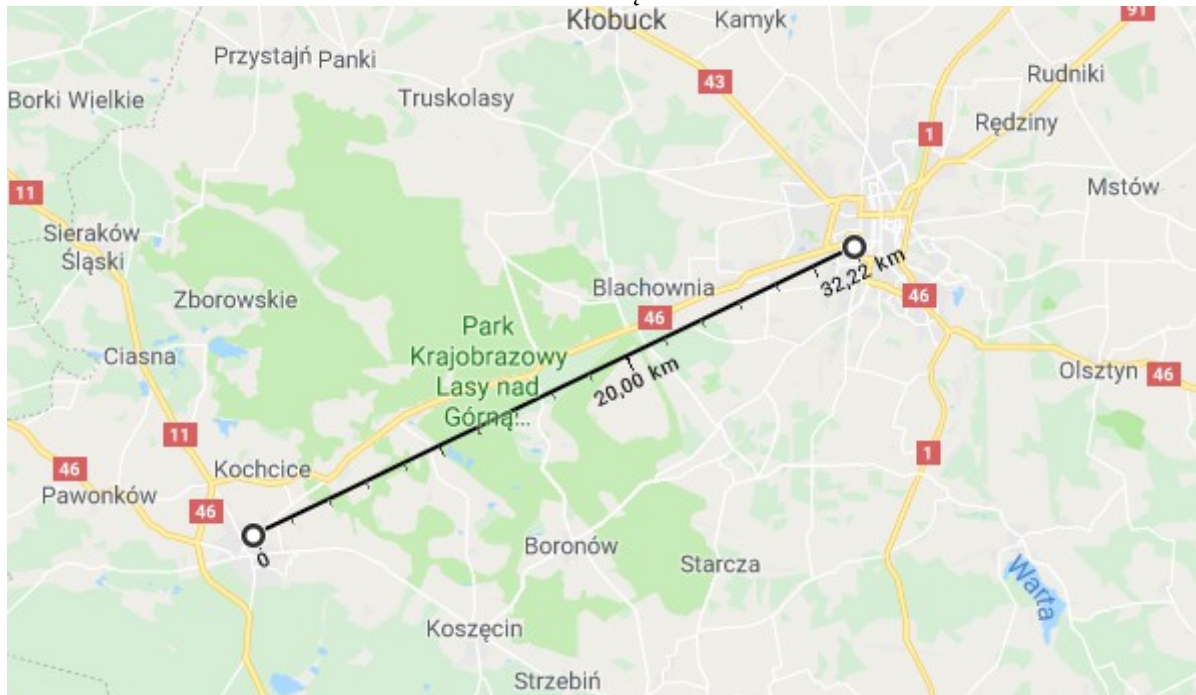 Kłobuck
Kamyk
91
Przystajń
Panki
43
Rudniki
Borki Wielkie
Truskolasy
Rędziny
1
11
Mstów
Sieraków
Śląski
32,22 km
Blachownia
46
46
Zborowskie
Park
Krajobrazowy
Lasy nad
Górną...
Ciasna
20,00 km
Olsztyn
46
11
1
46
Kochcice
Pawonków
46
0
Boronów
Starcza
Warta
Koszęcin
Strzebiń